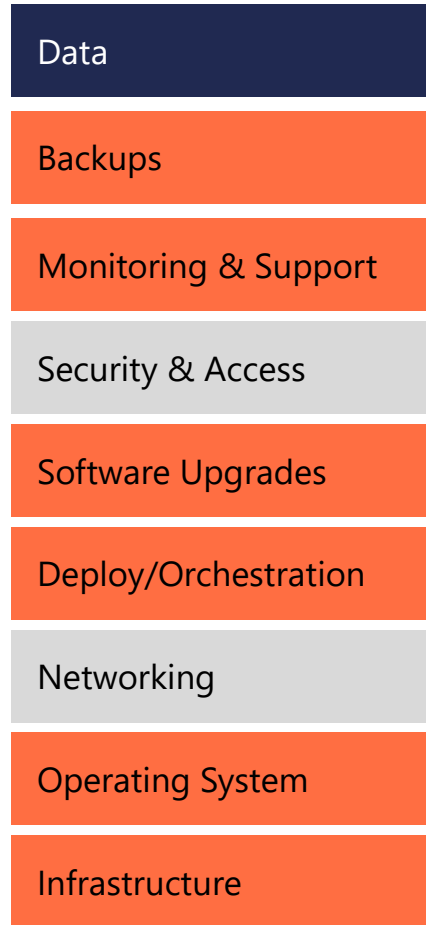 Data
Backups
Monitoring & Support
Security & Access
Software Upgrades
Deploy/Orchestration
Networking
Operating System
Infrastructure